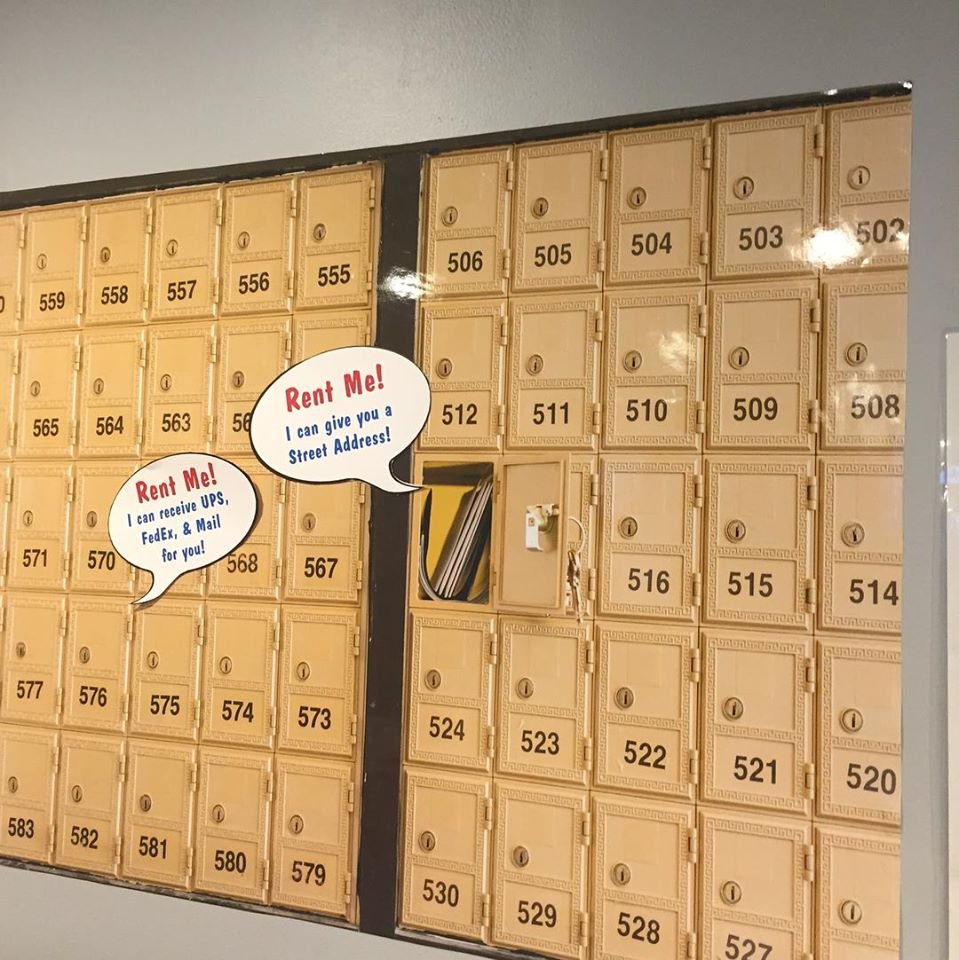 559 558 557 556 555
506 505 504 503 502
565 564 563
512 511 510 509 508
Rent Me!
I can give you a
Street Address!
Rent Me!
I can receive UPS,
FedEx, & Mail
for you!
571 570 568 567
516 515 514
577 576 575 574 573
524 523 522 521 520
583 582 581 580 579
530 529 528 527